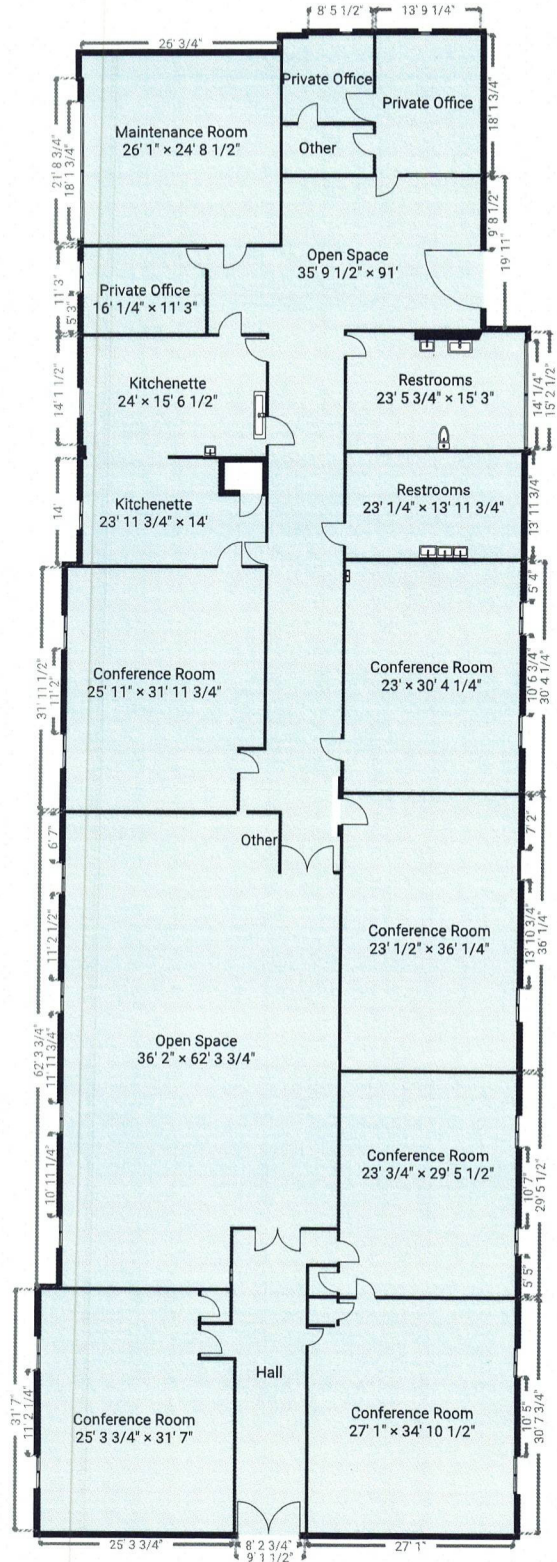 8' 5 1/2"
13' 9 1/4"
26' 3/4"
Private Office
Private Office
18' 1 3/4"
Maintenance Room
26' 1" × 24' 8 1/2"
Other
21' 8 3/4"
18' 1 3/4"
9' 8 1/2"
19' 11"
Open Space
35' 9 1/2" × 91'
Private Office
16' 1/4" × 11' 3"
11' 3"
5' 3"
Kitchenette
24' × 15' 6 1/2"
14' 1 1/2"
Restrooms
23' 5 3/4" × 15' 3"
14' 1/4"
15' 2 1/2"
Kitchenette
23' 11 3/4" × 14'
14'
Restrooms
23' 1/4" × 13' 11 3/4"
13' 11 3/4"
5' 4"
Conference Room
25' 11" × 31' 11 3/4"
31' 11 1/2"
11' 2"
Conference Room
23' × 30' 4 1/4"
10' 6 3/4"
30' 4 1/4"
Other
6' 7"
7' 2"
11' 2 1/2"
Conference Room
23' 1/2" × 36' 1/4"
13' 10 3/4"
36' 1/4"
Open Space
36' 2" × 62' 3 3/4"
62' 3 3/4"
11' 11 3/4"
10' 11 1/4"
Conference Room
23' 3/4" × 29' 5 1/2"
10' 7"
29' 5 1/2"
5' 5"
Hall
Conference Room
25' 3 3/4" × 31' 7"
31' 7"
11' 2 1/4"
Conference Room
27' 1" × 34' 10 1/2"
10' 5"
30' 7 3/4"
25' 3 3/4"
8' 2 3/4"
27' 1"
9' 1 1/2"